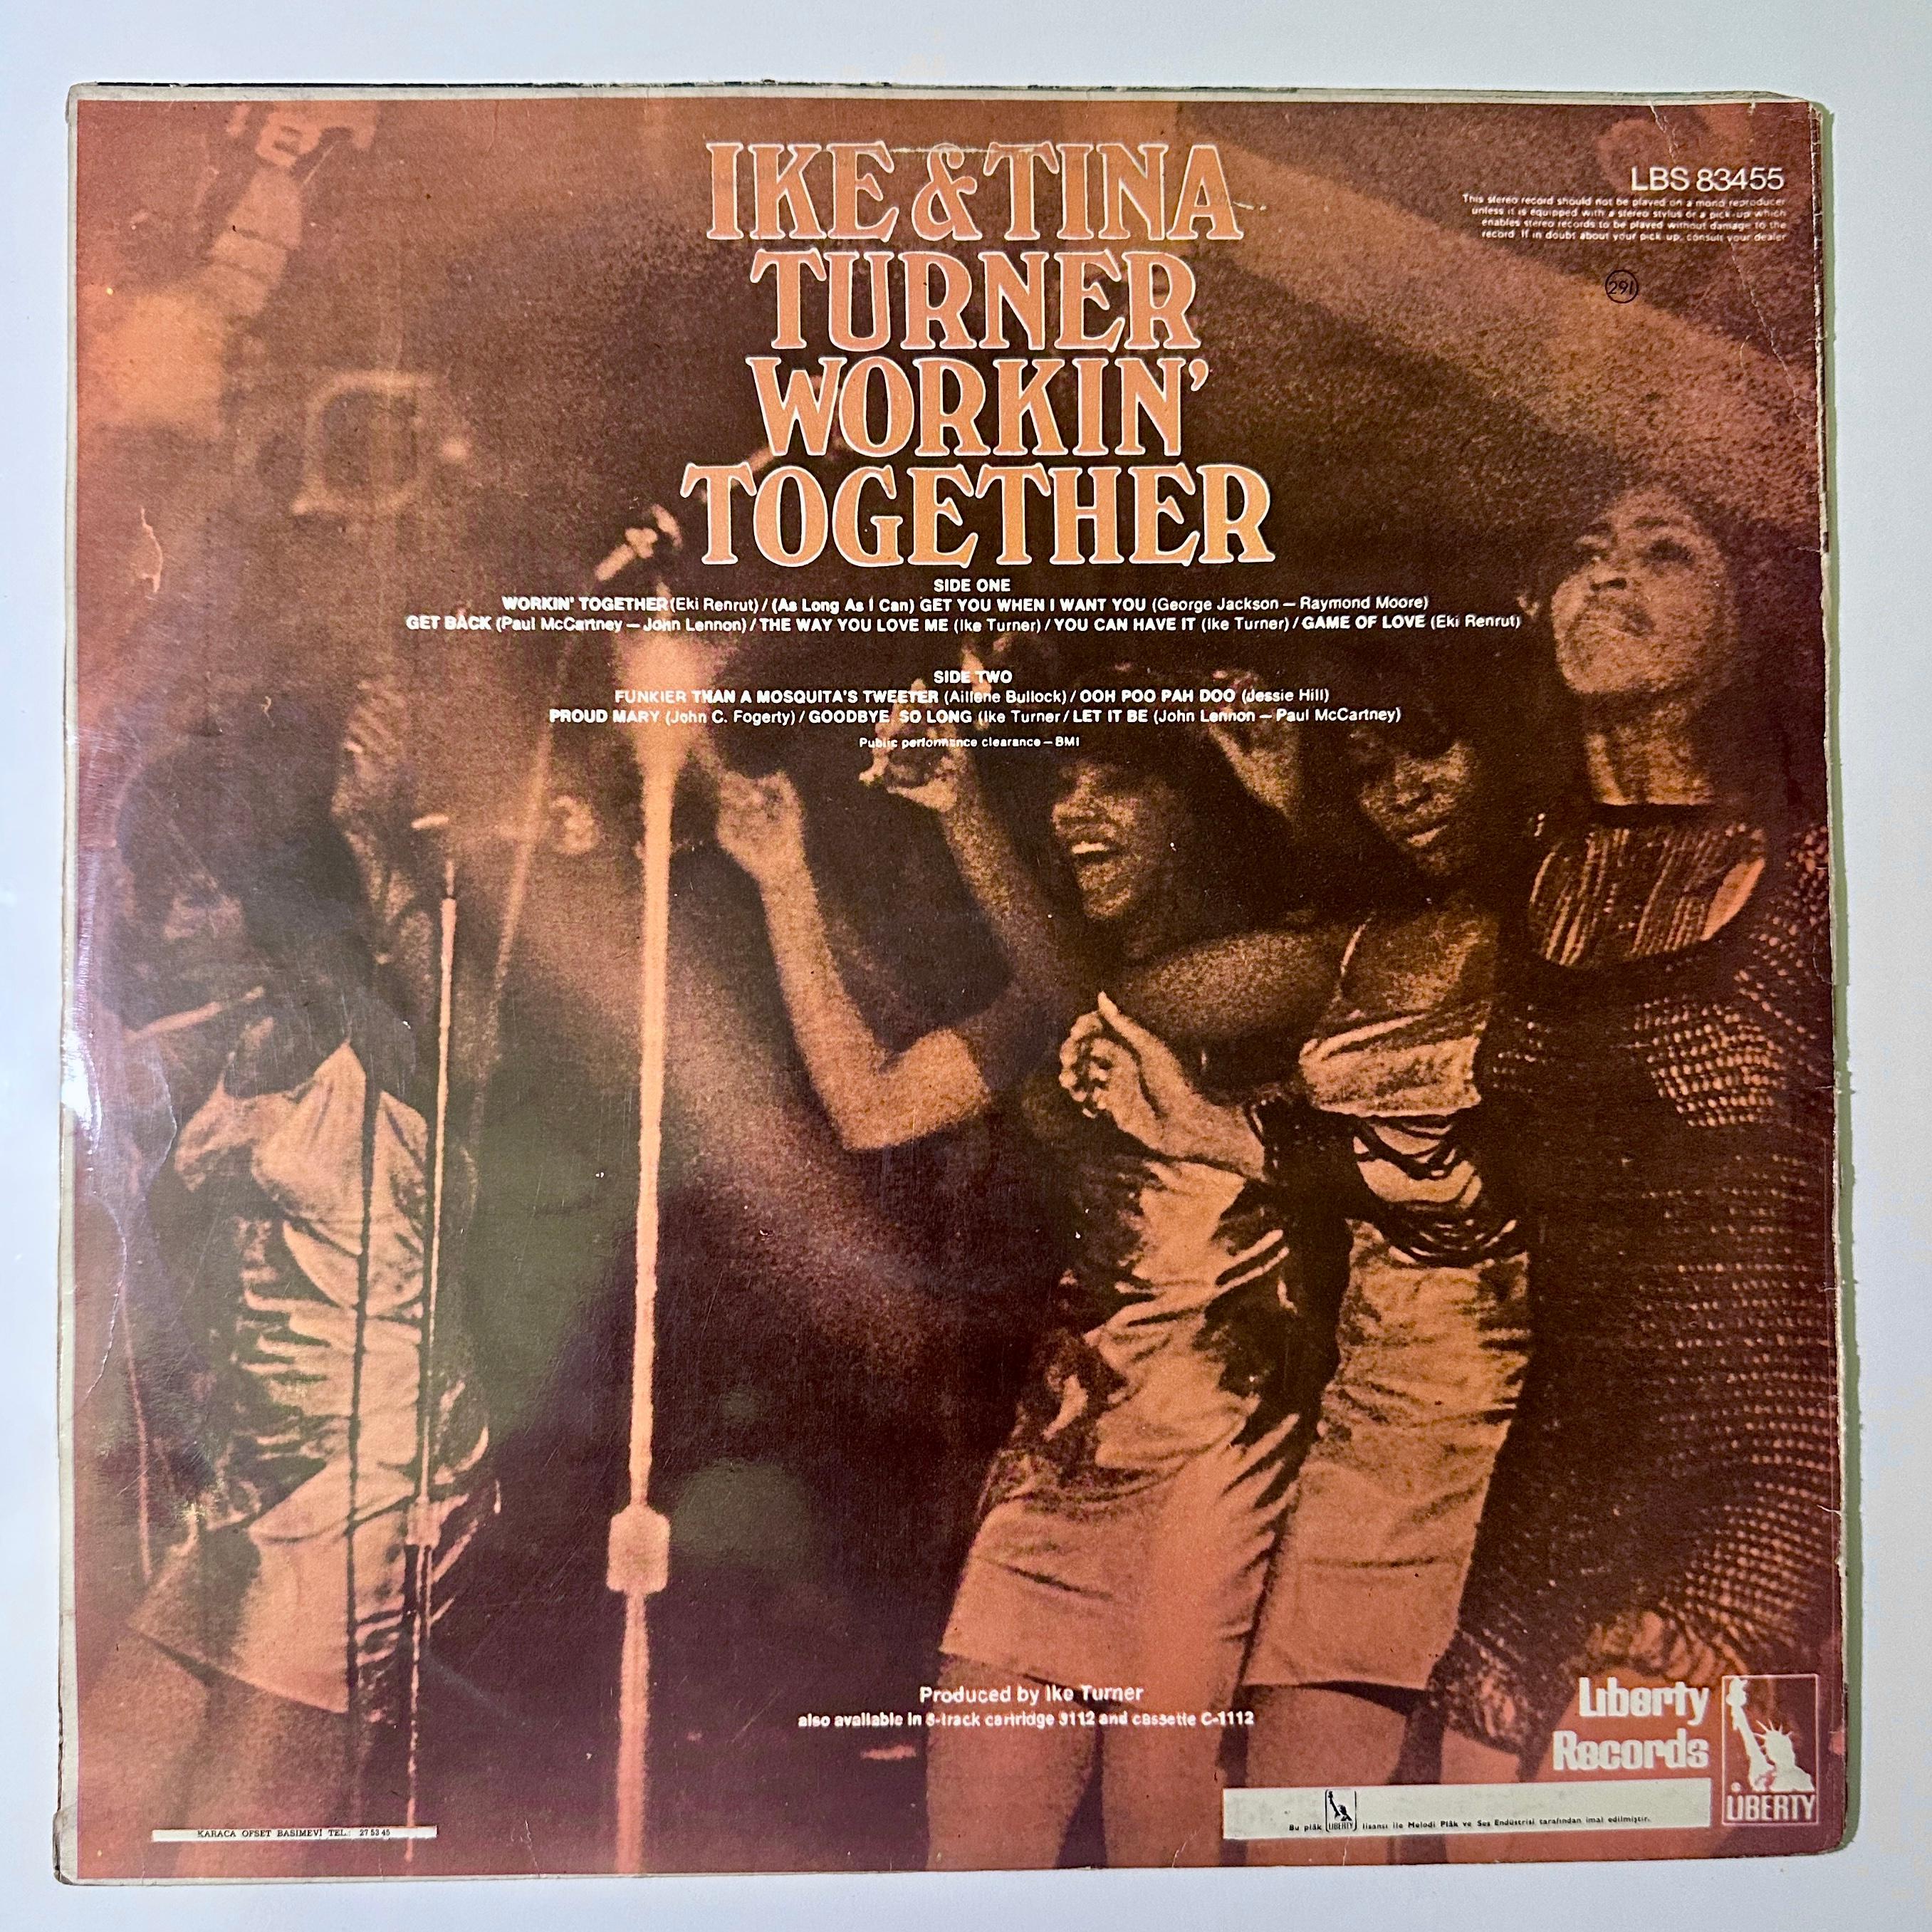 IKE & TINA
TURNER
WORKIN'
TOGETHER
LBS 83455
This stereo record should not be played on a mono reproducer
unless it is equipped with a stereo stylus or a pick-up which
enables stereo records to be played without damage to the
record. If in doubt about your pick up, consult your dealer
291
SIDE ONE
WORKIN' TOGETHER (Eki Renrut) / (As Long As I Can) GET YOU WHEN I WANT YOU (George Jackson – Raymond Moore)
GET BACK (Paul McCartney – John Lennon) / THE WAY YOU LOVE ME (Ike Turner) / YOU CAN HAVE IT (Ike Turner) / GAME OF LOVE (Eki Renrut)
SIDE TWO
FUNKIER THAN A MOSQUITA'S TWEETER (Aillene Bullock) / OOH POO PAH DOO (Jessie Hill)
PROUD MARY (John C. Fogerty) / GOODBYE, SO LONG (Ike Turner / LET IT BE (John Lennon – Paul McCartney)
Public performance clearance – BMI
Produced by Ike Turner
also available in 8-track cartridge 9112 and cassette C-1112
Liberty
Records
LIBERTY
KARACA OFSET BASIMEVİ TEL: 27 53 45
Bu plâk LIBERTY lisansı ile Melodi Plâk ve Ses Endüstrisi tarafından imal edilmiştir.